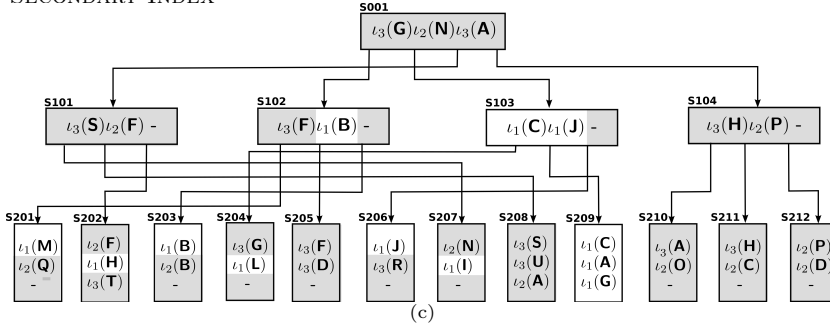 SECONDARY INDEX
S001
ι₃(G)ι₂(N)ι₃(A)
S101
ι₃(S)ι₂(F) -
S102
ι₃(F)ι₁(B) -
S103
ι₁(C)ι₁(J) -
S104
ι₃(H)ι₂(P) -
S201
ι₁(M)
ι₂(Q)
-
S202
ι₂(F)
ι₁(H)
ι₃(T)
S203
ι₁(B)
ι₂(B)
-
S204
ι₃(G)
ι₁(L)
-
S205
ι₃(F)
ι₃(D)
-
S206
ι₁(J)
ι₃(R)
-
S207
ι₂(N)
ι₁(I)
-
S208
ι₃(S)
ι₃(U)
ι₂(A)
S209
ι₁(C)
ι₁(A)
ι₁(G)
S210
ι₃(A)
ι₂(O)
-
S211
ι₃(H)
ι₂(C)
-
S212
ι₂(P)
ι₂(D)
-
(c)